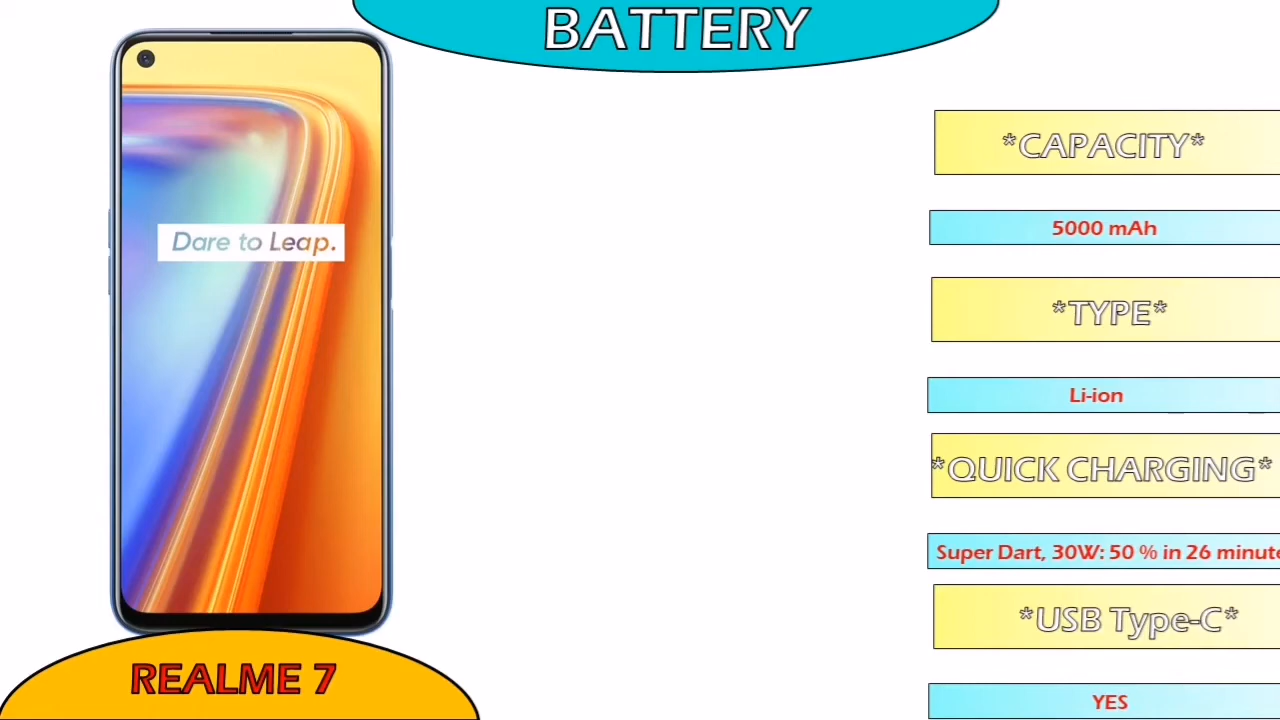 BATTERY
*CAPACITY*
5000 mAh
Dare to Leap.
*TYPE*
Li-ion
*QUICK CHARGING*
Super Dart, 30W: 50 % in 26 minute
*USB Type-C*
REALME 7
YES